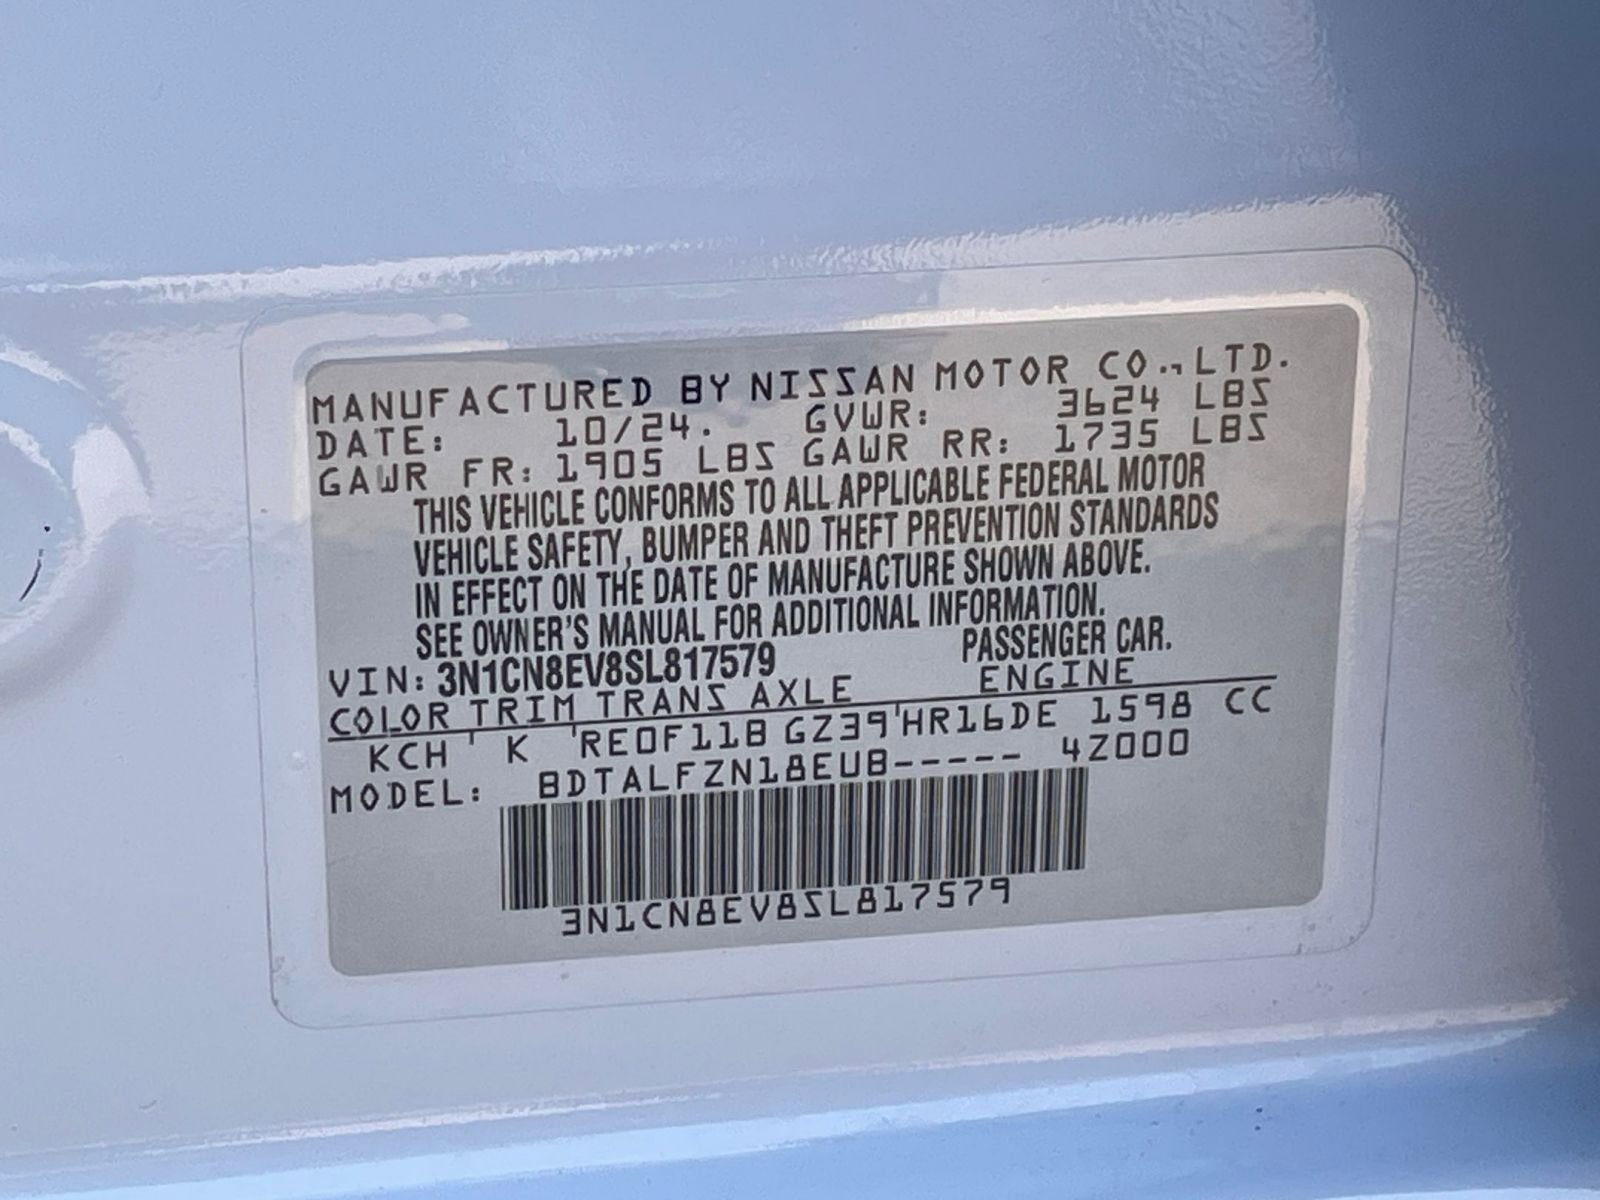 MANUFACTURED BY NISSAN MOTOR CO.,LTD.
DATE: 10/24. GVWR: 3624 LBS
GAWR FR: 1905 LBS GAWR RR: 1735 LBS
THIS VEHICLE CONFORMS TO ALL APPLICABLE FEDERAL MOTOR
VEHICLE SAFETY, BUMPER AND THEFT PREVENTION STANDARDS
IN EFFECT ON THE DATE OF MANUFACTURE SHOWN ABOVE.
SEE OWNER'S MANUAL FOR ADDITIONAL INFORMATION.
VIN: 3N1CN8EV8SL817579 PASSENGER CAR.
COLOR TRIM TRANS AXLE ENGINE
KCH ' K 'RE0F11B GZ39'HR16DE 1598 CC
MODEL: BDTALFZN18EUB----- 4Z000
3N1CN8EV8SL817579